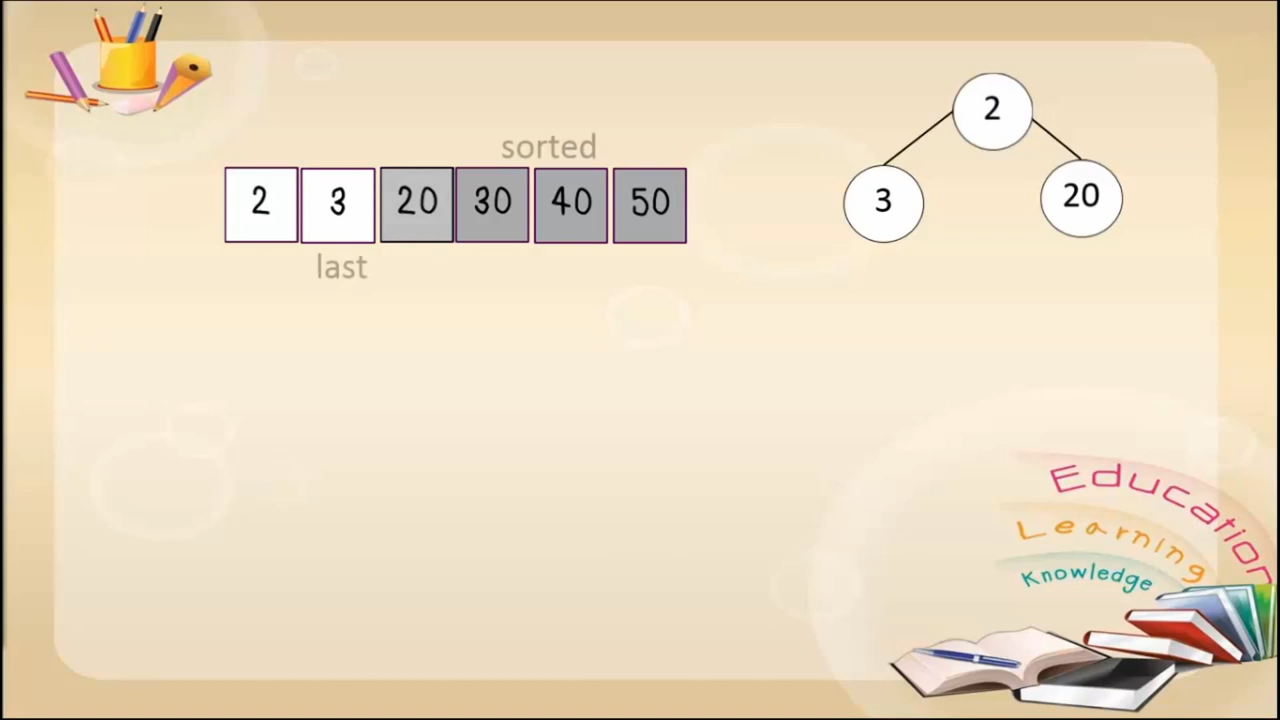 sorted
2 3 20 30 40 50
last
2
3 20
Education
Learning
Knowledge